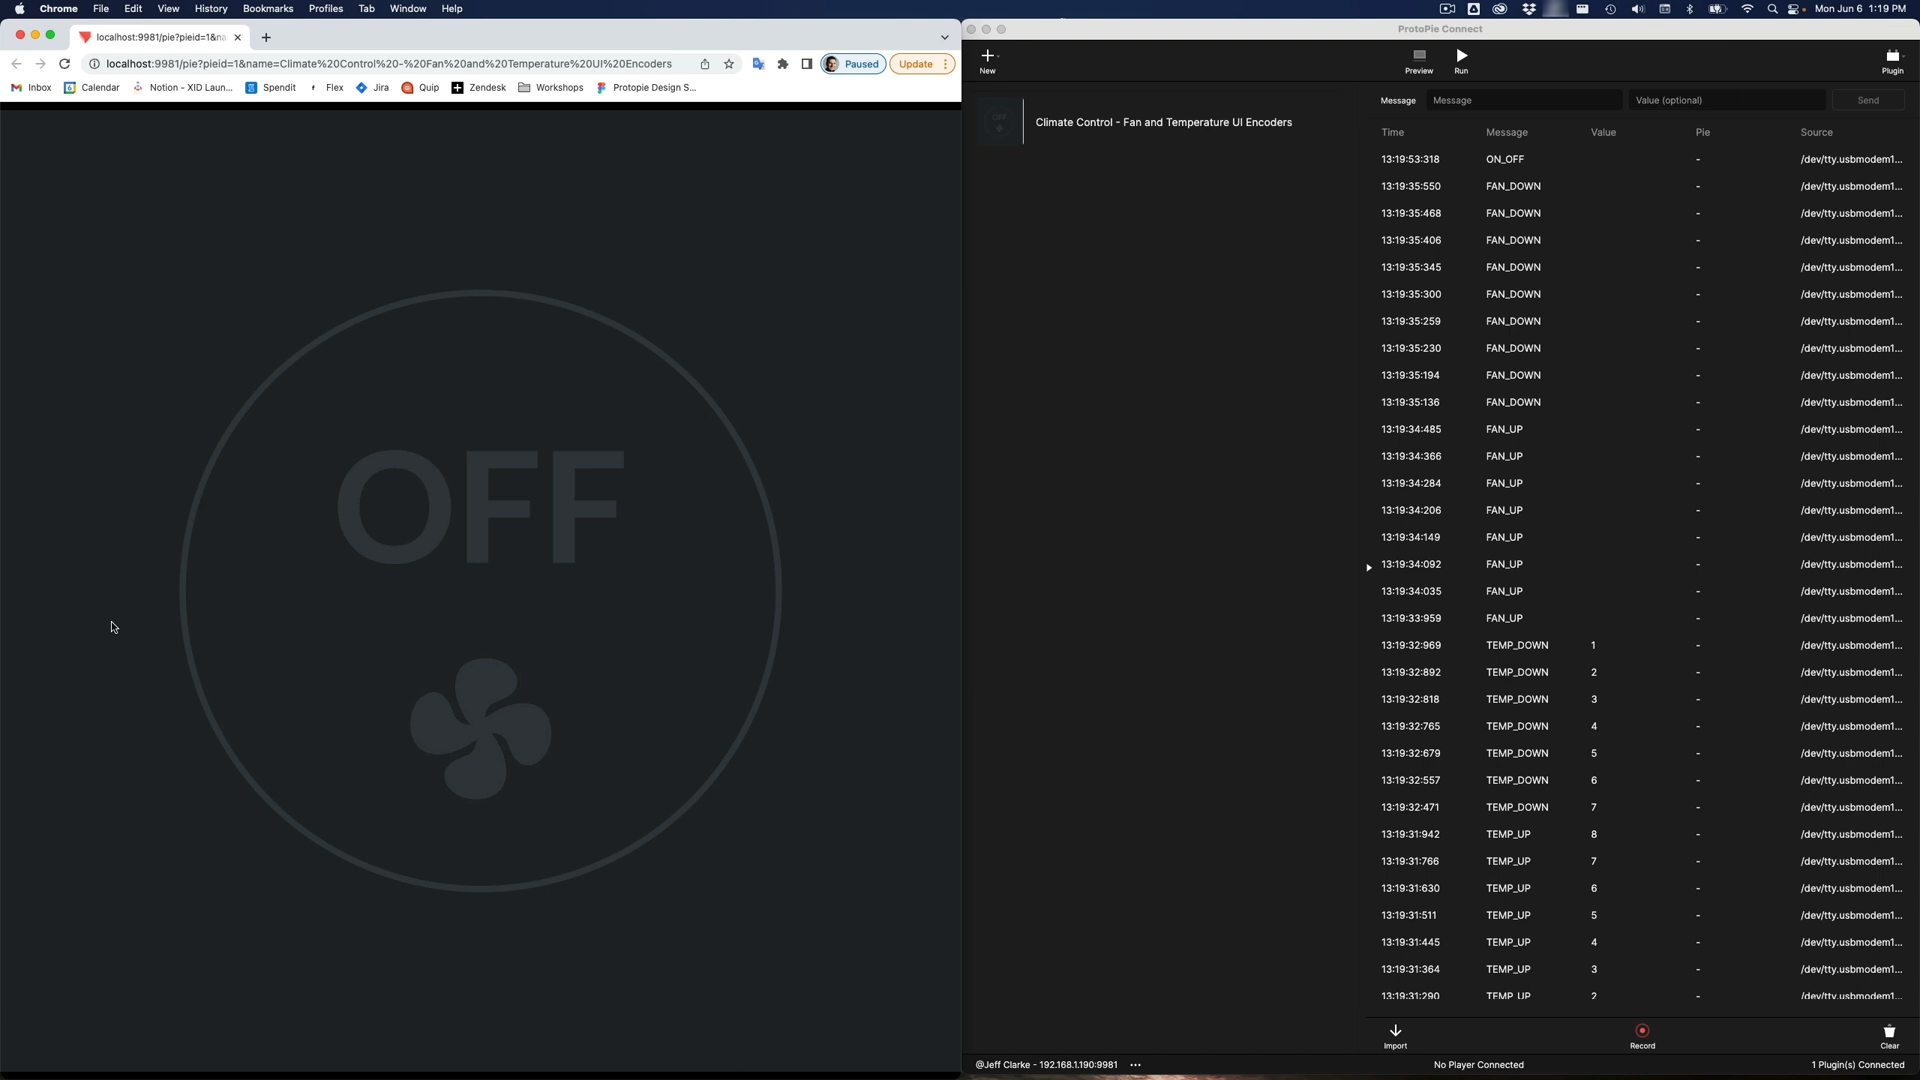 Chrome File Edit View History Bookmarks Profiles Tab Window Help Mon Jun 6 1:19 PM
localhost:9981/pie?pieid=1&na
localhost:9981/pie?pieid=1&name=Climate%20Control%20-%20Fan%20and%20Temperature%20UI%20Encoders Paused Update
Inbox Calendar Notion - XID Laun... Spendit Flex Jira Quip Zendesk Workshops Protopie Design S...
OFF
ProtoPie Connect
New Preview Run Plugin
Climate Control - Fan and Temperature UI Encoders
Message Message Value (optional) Send
Time Message Value Pie Source
13:19:53:318 ON_OFF - /dev/tty.usbmodem1...
13:19:35:550 FAN_DOWN - /dev/tty.usbmodem1...
13:19:35:468 FAN_DOWN - /dev/tty.usbmodem1...
13:19:35:406 FAN_DOWN - /dev/tty.usbmodem1...
13:19:35:345 FAN_DOWN - /dev/tty.usbmodem1...
13:19:35:300 FAN_DOWN - /dev/tty.usbmodem1...
13:19:35:259 FAN_DOWN - /dev/tty.usbmodem1...
13:19:35:230 FAN_DOWN - /dev/tty.usbmodem1...
13:19:35:194 FAN_DOWN - /dev/tty.usbmodem1...
13:19:35:136 FAN_DOWN - /dev/tty.usbmodem1...
13:19:34:485 FAN_UP - /dev/tty.usbmodem1...
13:19:34:366 FAN_UP - /dev/tty.usbmodem1...
13:19:34:284 FAN_UP - /dev/tty.usbmodem1...
13:19:34:206 FAN_UP - /dev/tty.usbmodem1...
13:19:34:149 FAN_UP - /dev/tty.usbmodem1...
13:19:34:092 FAN_UP - /dev/tty.usbmodem1...
13:19:34:035 FAN_UP - /dev/tty.usbmodem1...
13:19:33:959 FAN_UP - /dev/tty.usbmodem1...
13:19:32:969 TEMP_DOWN 1 - /dev/tty.usbmodem1...
13:19:32:892 TEMP_DOWN 2 - /dev/tty.usbmodem1...
13:19:32:818 TEMP_DOWN 3 - /dev/tty.usbmodem1...
13:19:32:765 TEMP_DOWN 4 - /dev/tty.usbmodem1...
13:19:32:679 TEMP_DOWN 5 - /dev/tty.usbmodem1...
13:19:32:557 TEMP_DOWN 6 - /dev/tty.usbmodem1...
13:19:32:471 TEMP_DOWN 7 - /dev/tty.usbmodem1...
13:19:31:942 TEMP_UP 8 - /dev/tty.usbmodem1...
13:19:31:766 TEMP_UP 7 - /dev/tty.usbmodem1...
13:19:31:630 TEMP_UP 6 - /dev/tty.usbmodem1...
13:19:31:511 TEMP_UP 5 - /dev/tty.usbmodem1...
13:19:31:445 TEMP_UP 4 - /dev/tty.usbmodem1...
13:19:31:364 TEMP_UP 3 - /dev/tty.usbmodem1...
13:19:31:290 TEMP_UP 2 - /dev/tty.usbmodem1...
Import Record Clear
@Jeff Clarke - 192.168.1.190:9981 ... No Player Connected 1 Plugin(s) Connected